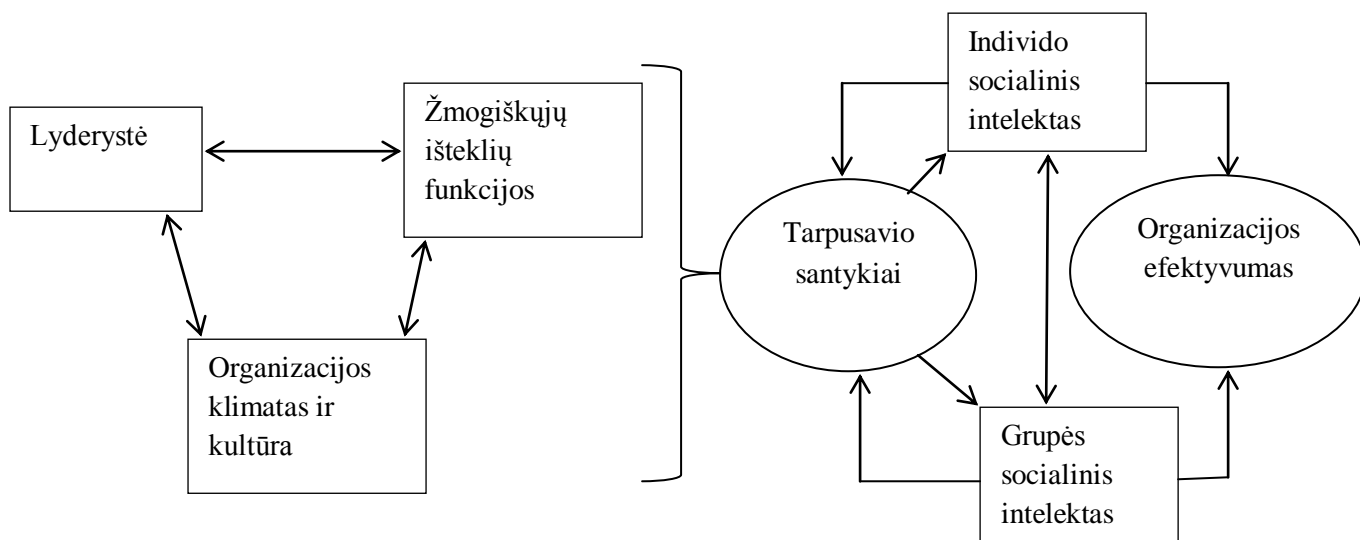 Lyderystė
Žmogiškųjų
išteklių
funkcijos
Organizacijos
klimatas ir
kultūra
Tarpusavio
santykiai
Individo
socialinis
intelektas
Organizacijos
efektyvumas
Grupės
socialinis
intelektas